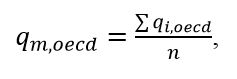 q_{m,oecd} = \frac{\sum q_{i,oecd}}{n},